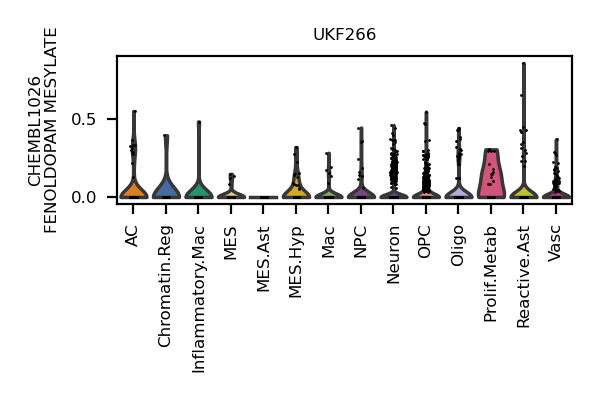 UKF266
CHEMBL1026
FENOLDOPAM MESYLATE
0.5
0.0
AC
Chromatin.Reg
Inflammatory.Mac
MES
MES.Ast
MES.Hyp
Mac
NPC
Neuron
OPC
Oligo
Prolif.Metab
Reactive.Ast
Vasc